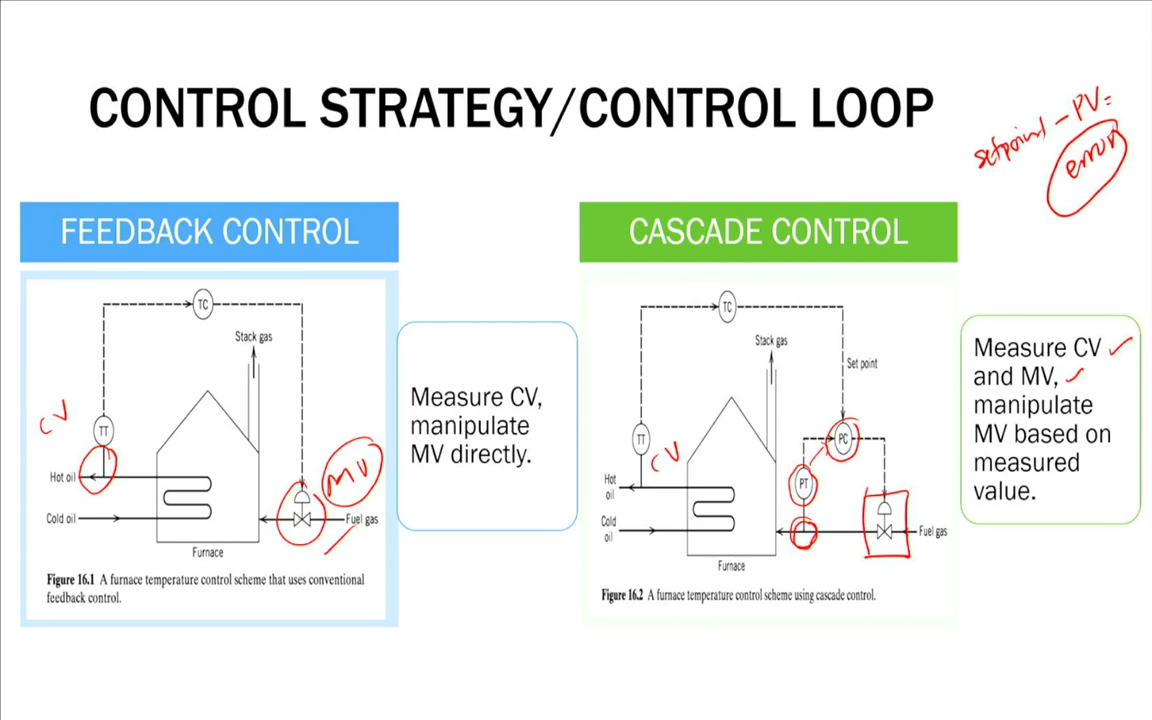 CONTROL STRATEGY/CONTROL LOOP
setpoint - PV =
error
FEEDBACK CONTROL
TC
Stack gas
CV
TT
Hot oil
MV
Cold oil
Fuel gas
Furnace
Figure 16.1 A furnace temperature control scheme that uses conventional
feedback control.
Measure CV,
manipulate
MV directly.
CASCADE CONTROL
TC
Stack gas
Set point
TT
PC
CV
PT
Hot
oil
Cold
oil
Fuel gas
Furnace
Figure 16.2 A furnace temperature control scheme using cascade control.
Measure CV
and MV,
manipulate
MV based on
measured
value.